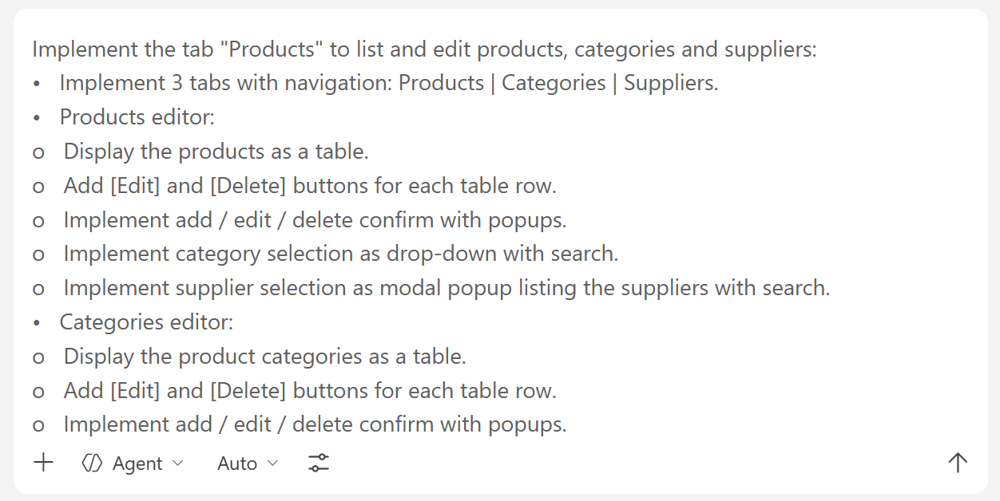 Implement the tab "Products" to list and edit products, categories and suppliers:
• Implement 3 tabs with navigation: Products | Categories | Suppliers.
• Products editor:
o Display the products as a table.
o Add [Edit] and [Delete] buttons for each table row.
o Implement add / edit / delete confirm with popups.
o Implement category selection as drop-down with search.
o Implement supplier selection as modal popup listing the suppliers with search.
• Categories editor:
o Display the product categories as a table.
o Add [Edit] and [Delete] buttons for each table row.
o Implement add / edit / delete confirm with popups.
Agent Auto